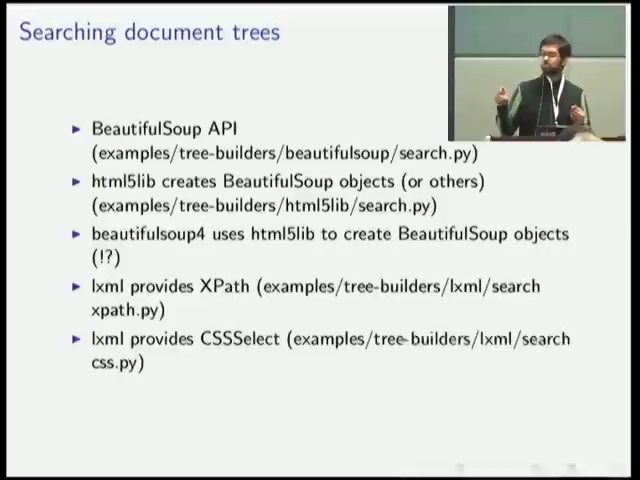 Searching document trees
BeautifulSoup API
(examples/tree-builders/beautifulsoup/search.py)
html5lib creates BeautifulSoup objects (or others)
(examples/tree-builders/html5lib/search.py)
beautifulsoup4 uses html5lib to create BeautifulSoup objects
(!?)
lxml provides XPath (examples/tree-builders/lxml/search
xpath.py)
lxml provides CSSSelect (examples/tree-builders/lxml/search
css.py)